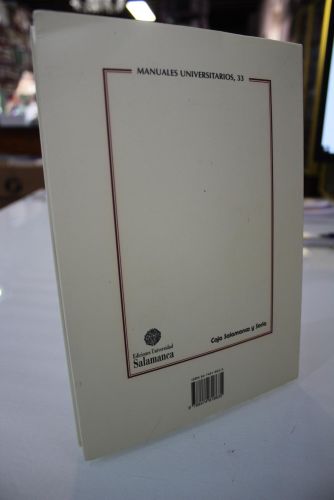 MANUALES UNIVERSITARIOS, 33
Ediciones Universidad
Salamanca
Caja Salamanca y Soria